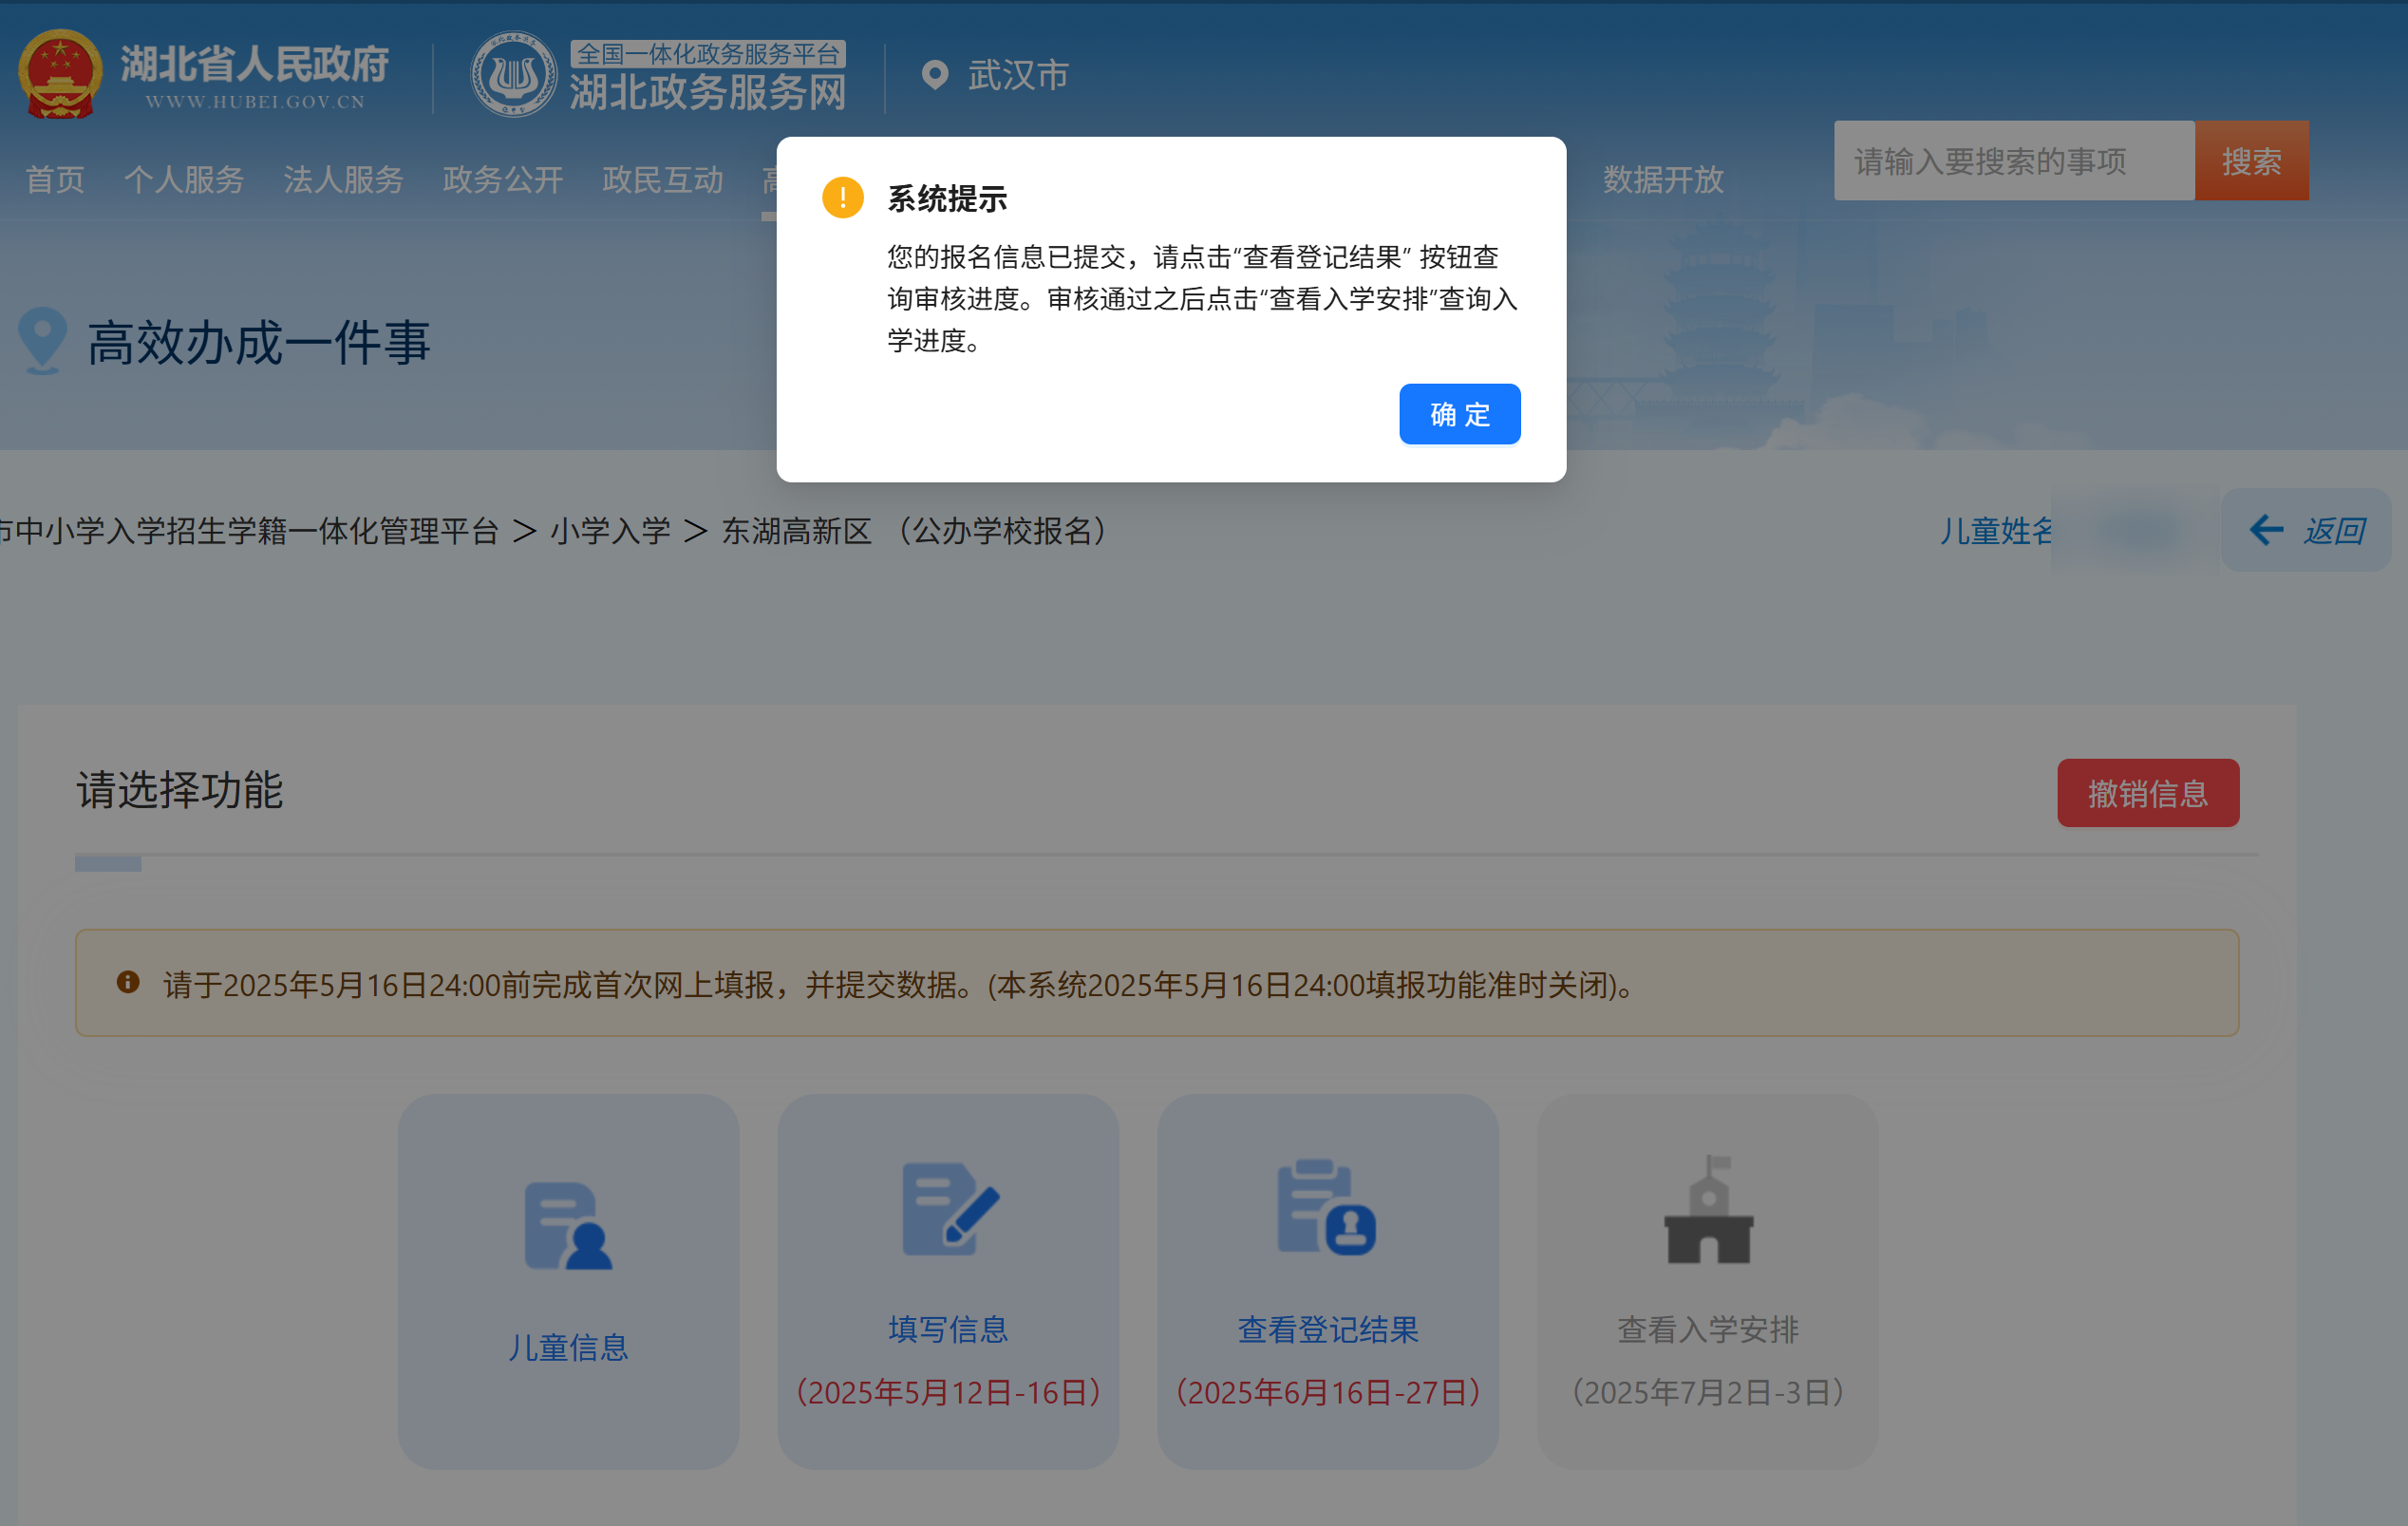 湖北省人民政府
WWW.HUBEI.GOV.CN
全国一体化政务服务平台
湖北政务服务网
武汉市
首页 个人服务 法人服务 政务公开 政民互动 高 数据开放
请输入要搜索的事项 搜索
系统提示
您的报名信息已提交，请点击“查看登记结果” 按钮查
询审核进度。审核通过之后点击“查看入学安排”查询入
学进度。
确 定
高效办成一件事
市中小学入学招生学籍一体化管理平台 > 小学入学 > 东湖高新区 （公办学校报名）
儿童姓名
返回
请选择功能
撤销信息
请于2025年5月16日24:00前完成首次网上填报，并提交数据。(本系统2025年5月16日24:00填报功能准时关闭)。
儿童信息
填写信息
（2025年5月12日-16日）
查看登记结果
（2025年6月16日-27日）
查看入学安排
（2025年7月2日-3日）